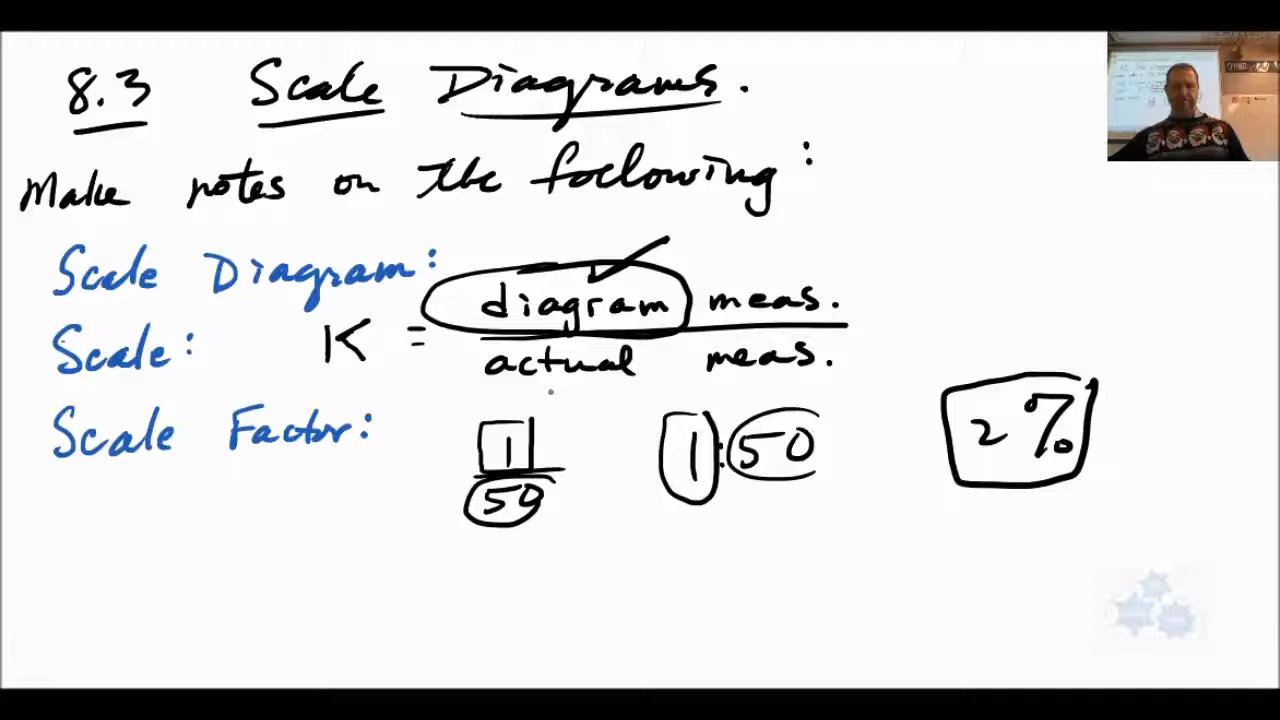 8.3 Scale Diagrams.
Make notes on the following:
Scale Diagram:
Scale: K = diagram meas. / actual meas.
Scale Factor: 1/50 1:50 2%